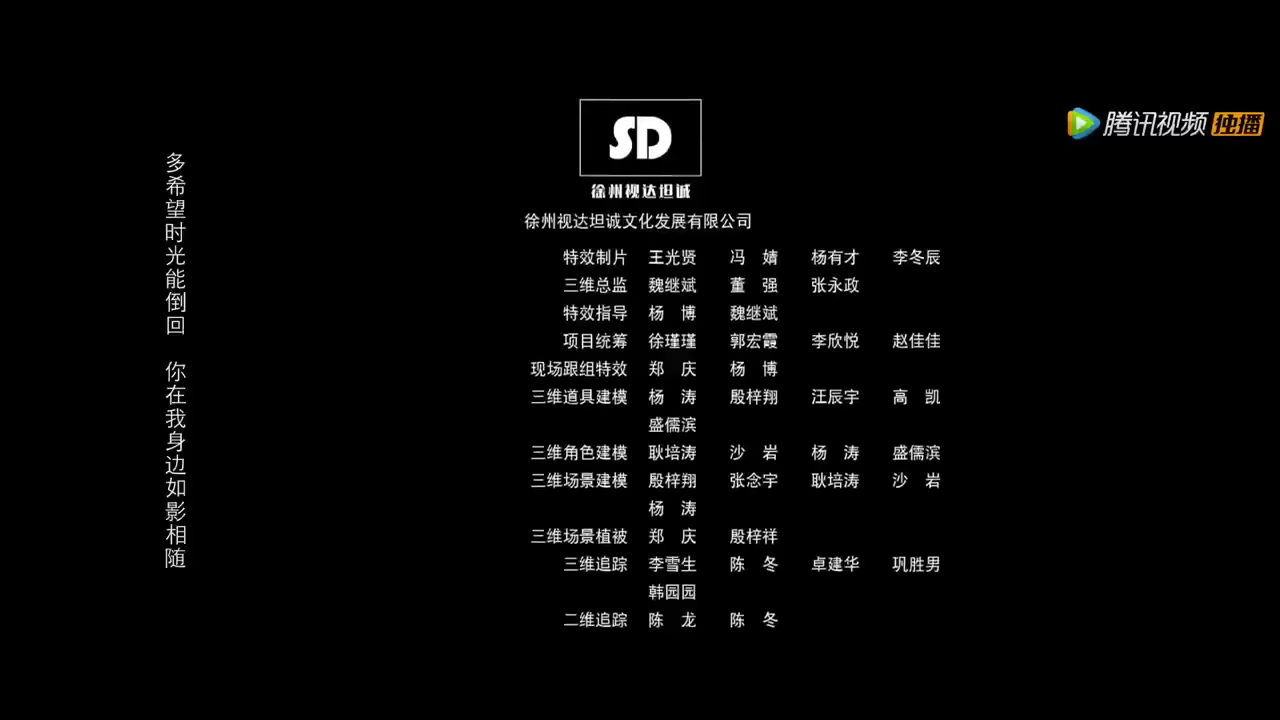 多希望时光能倒回 你在我身边如影相随
SD
徐州视达坦诚
腾讯视频 独播
徐州视达坦诚文化发展有限公司
特效制片 王光贤 冯 婧 杨有才 李冬辰
三维总监 魏继斌 董 强 张永政
特效指导 杨 博 魏继斌
项目统筹 徐瑾瑾 郭宏霞 李欣悦 赵佳佳
现场跟组特效 郑 庆 杨 博
三维道具建模 杨 涛 殷梓翔 汪辰宇 高 凯
盛儒滨
三维角色建模 耿培涛 沙 岩 杨 涛 盛儒滨
三维场景建模 殷梓翔 张念宇 耿培涛 沙 岩
杨 涛
三维场景植被 郑 庆 殷梓祥
三维追踪 李雪生 陈 冬 卓建华 巩胜男
韩园园
二维追踪 陈 龙 陈 冬